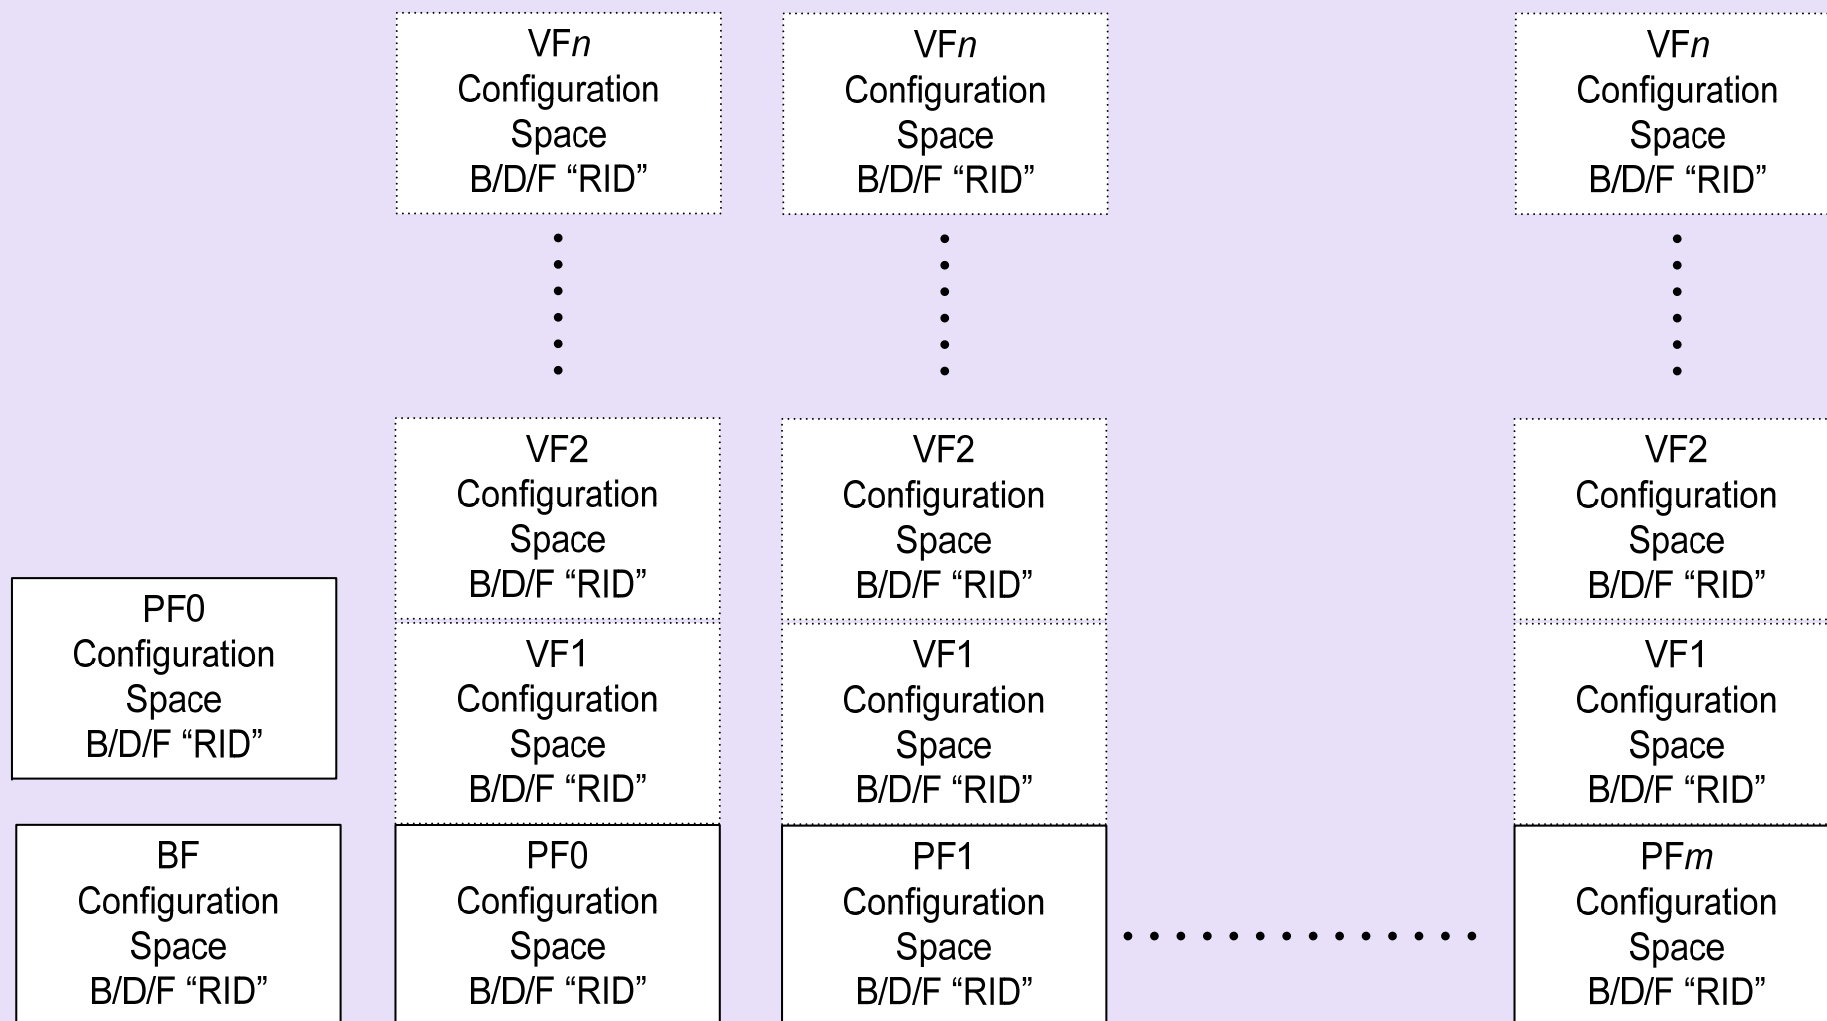 VFn
Configuration
Space
B/D/F “RID”
VFn
Configuration
Space
B/D/F “RID”
VFn
Configuration
Space
B/D/F “RID”
VF2
Configuration
Space
B/D/F “RID”
VF2
Configuration
Space
B/D/F “RID”
VF2
Configuration
Space
B/D/F “RID”
PF0
Configuration
Space
B/D/F “RID”
VF1
Configuration
Space
B/D/F “RID”
VF1
Configuration
Space
B/D/F “RID”
VF1
Configuration
Space
B/D/F “RID”
BF
Configuration
Space
B/D/F “RID”
PF0
Configuration
Space
B/D/F “RID”
PF1
Configuration
Space
B/D/F “RID”
PFm
Configuration
Space
B/D/F “RID”